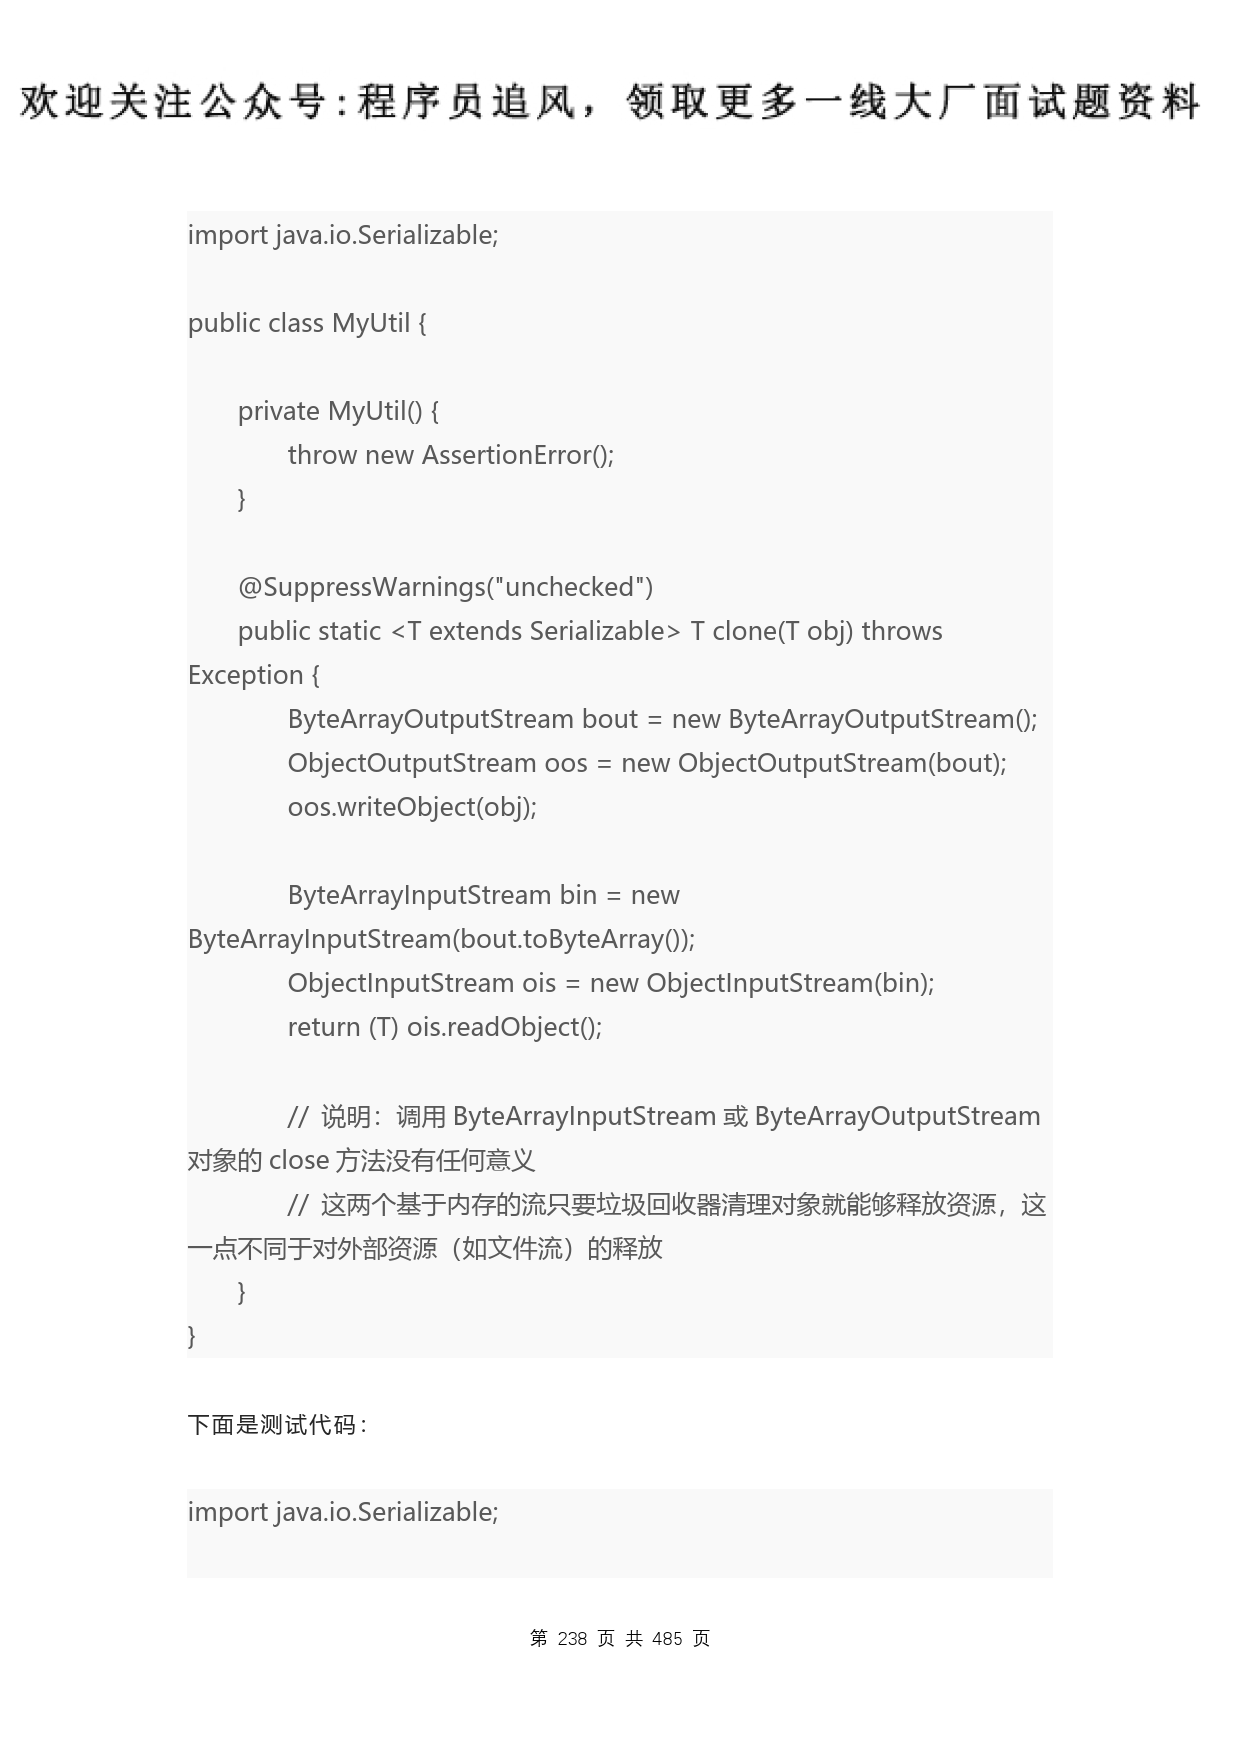 欢迎关注公众号:程序员追风，领取更多一线大厂面试题资料
import java.io.Serializable;
public class MyUtil {
private MyUtil() {
throw new AssertionError();
}
@SuppressWarnings("unchecked")
public static <T extends Serializable> T clone(T obj) throws
Exception {
ByteArrayOutputStream bout = new ByteArrayOutputStream();
ObjectOutputStream oos = new ObjectOutputStream(bout);
oos.writeObject(obj);
ByteArrayInputStream bin = new
ByteArrayInputStream(bout.toByteArray());
ObjectInputStream ois = new ObjectInputStream(bin);
return (T) ois.readObject();
// 说明：调用 ByteArrayInputStream 或 ByteArrayOutputStream
对象的 close 方法没有任何意义
// 这两个基于内存的流只要垃圾回收器清理对象就能够释放资源，这
一点不同于对外部资源（如文件流）的释放
}
}
下面是测试代码：
import java.io.Serializable;
第 238 页 共 485 页